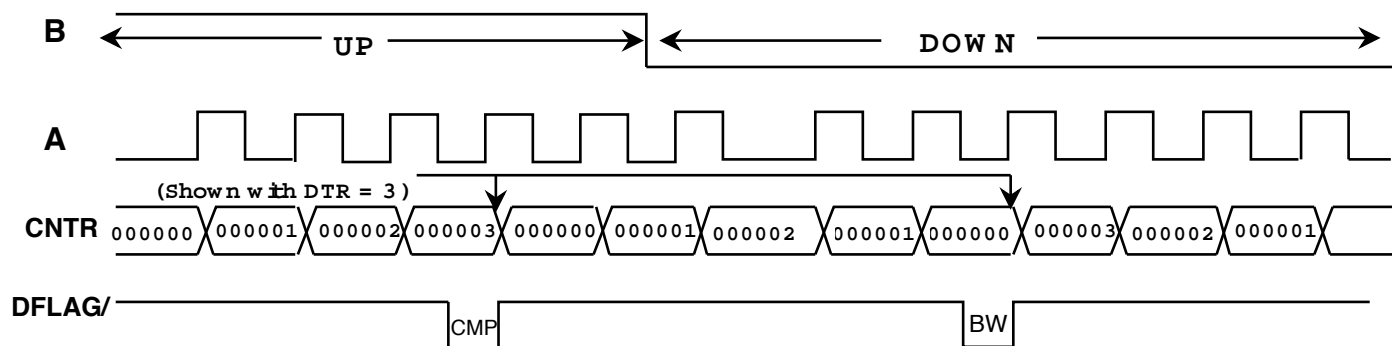 B UP DOWN
A
(Shown with DTR = 3)
CNTR 000000 000001 000002 000003 000000 000001 000002 000001 000000 000003 000002 000001
DFLAG/ CMP BW